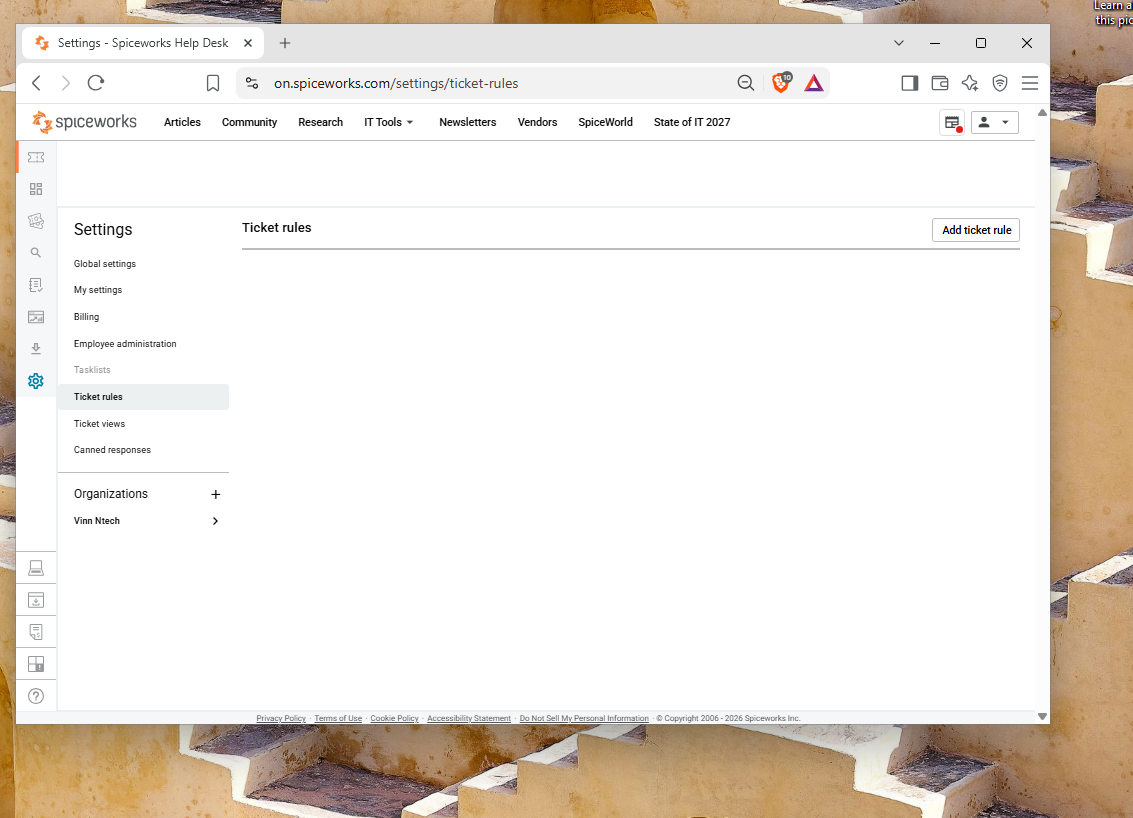 Learn a
this pic
Settings - Spiceworks Help Desk
on.spiceworks.com/settings/ticket-rules
10
spiceworks
Articles Community Research IT Tools Newsletters Vendors SpiceWorld State of IT 2027
Settings
Ticket rules
Add ticket rule
Global settings
My settings
Billing
Employee administration
Tasklists
Ticket rules
Ticket views
Canned responses
Organizations
Vinn Ntech
Privacy Policy · Terms of Use · Cookie Policy · Accessibility Statement · Do Not Sell My Personal Information · © Copyright 2006 - 2026 Spiceworks Inc.